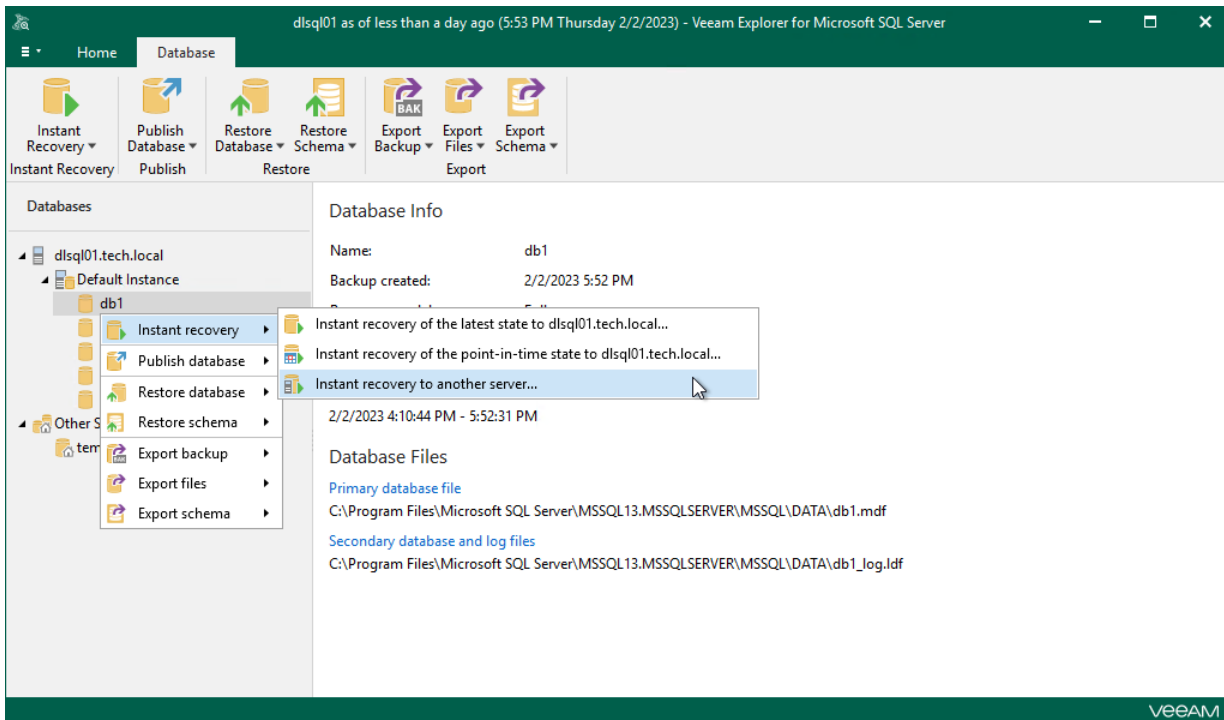 dlsql01 as of less than a day ago (5:53 PM Thursday 2/2/2023) - Veeam Explorer for Microsoft SQL Server
Home Database
Instant Recovery Publish Database Restore Database Restore Schema Export Backup Export Files Export Schema
BAK
Instant Recovery Publish Restore Export
Databases
dlsql01.tech.local
Default Instance
db1
Instant recovery
Publish database
Restore database
Restore schema
Export backup
Export files
Export schema
Other S
tem
Instant recovery of the latest state to dlsql01.tech.local...
Instant recovery of the point-in-time state to dlsql01.tech.local...
Instant recovery to another server...
Database Info
Name: db1
Backup created: 2/2/2023 5:52 PM
2/2/2023 4:10:44 PM - 5:52:31 PM
Database Files
Primary database file
C:\Program Files\Microsoft SQL Server\MSSQL13.MSSQLSERVER\MSSQL\DATA\db1.mdf
Secondary database and log files
C:\Program Files\Microsoft SQL Server\MSSQL13.MSSQLSERVER\MSSQL\DATA\db1_log.ldf
veeAM